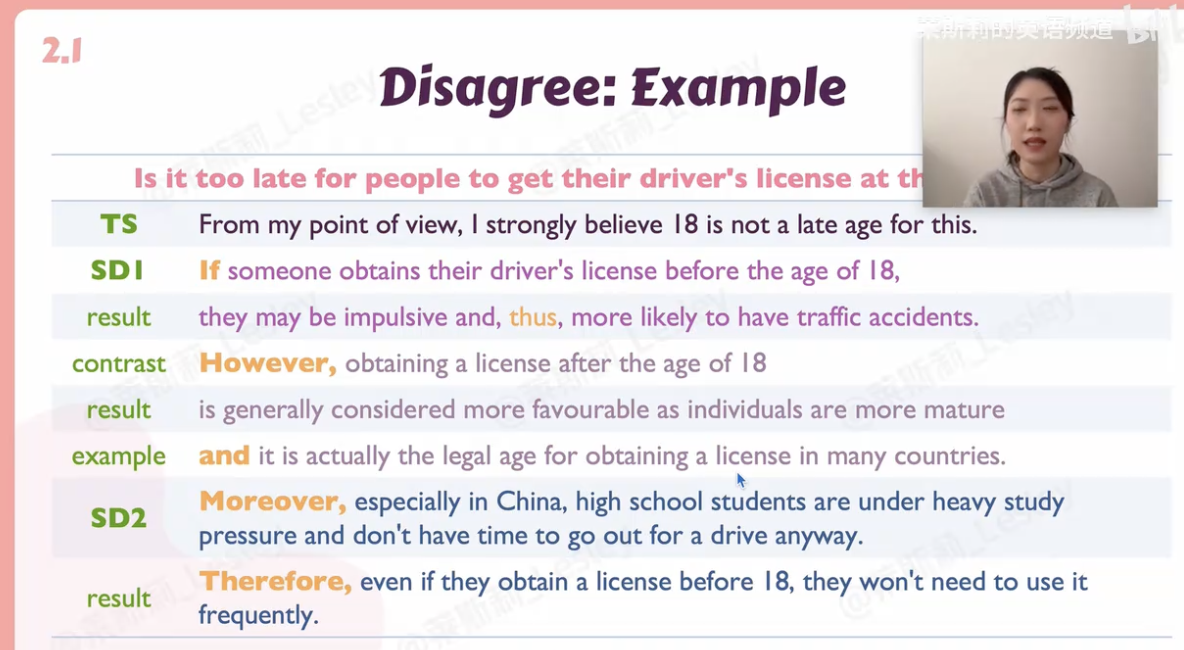 莱斯莉的英语频道 bilibili
2.1
Disagree: Example
Is it too late for people to get their driver's license at
TS From my point of view, I strongly believe 18 is not a late age for this.
SD1 If someone obtains their driver's license before the age of 18,
result they may be impulsive and, thus, more likely to have traffic accidents.
contrast However, obtaining a license after the age of 18
result is generally considered more favourable as individuals are more mature
example and it is actually the legal age for obtaining a license in many countries.
SD2 Moreover, especially in China, high school students are under heavy study
pressure and don't have time to go out for a drive anyway.
result Therefore, even if they obtain a license before 18, they won't need to use it
frequently.
@莱斯莉_Lesley